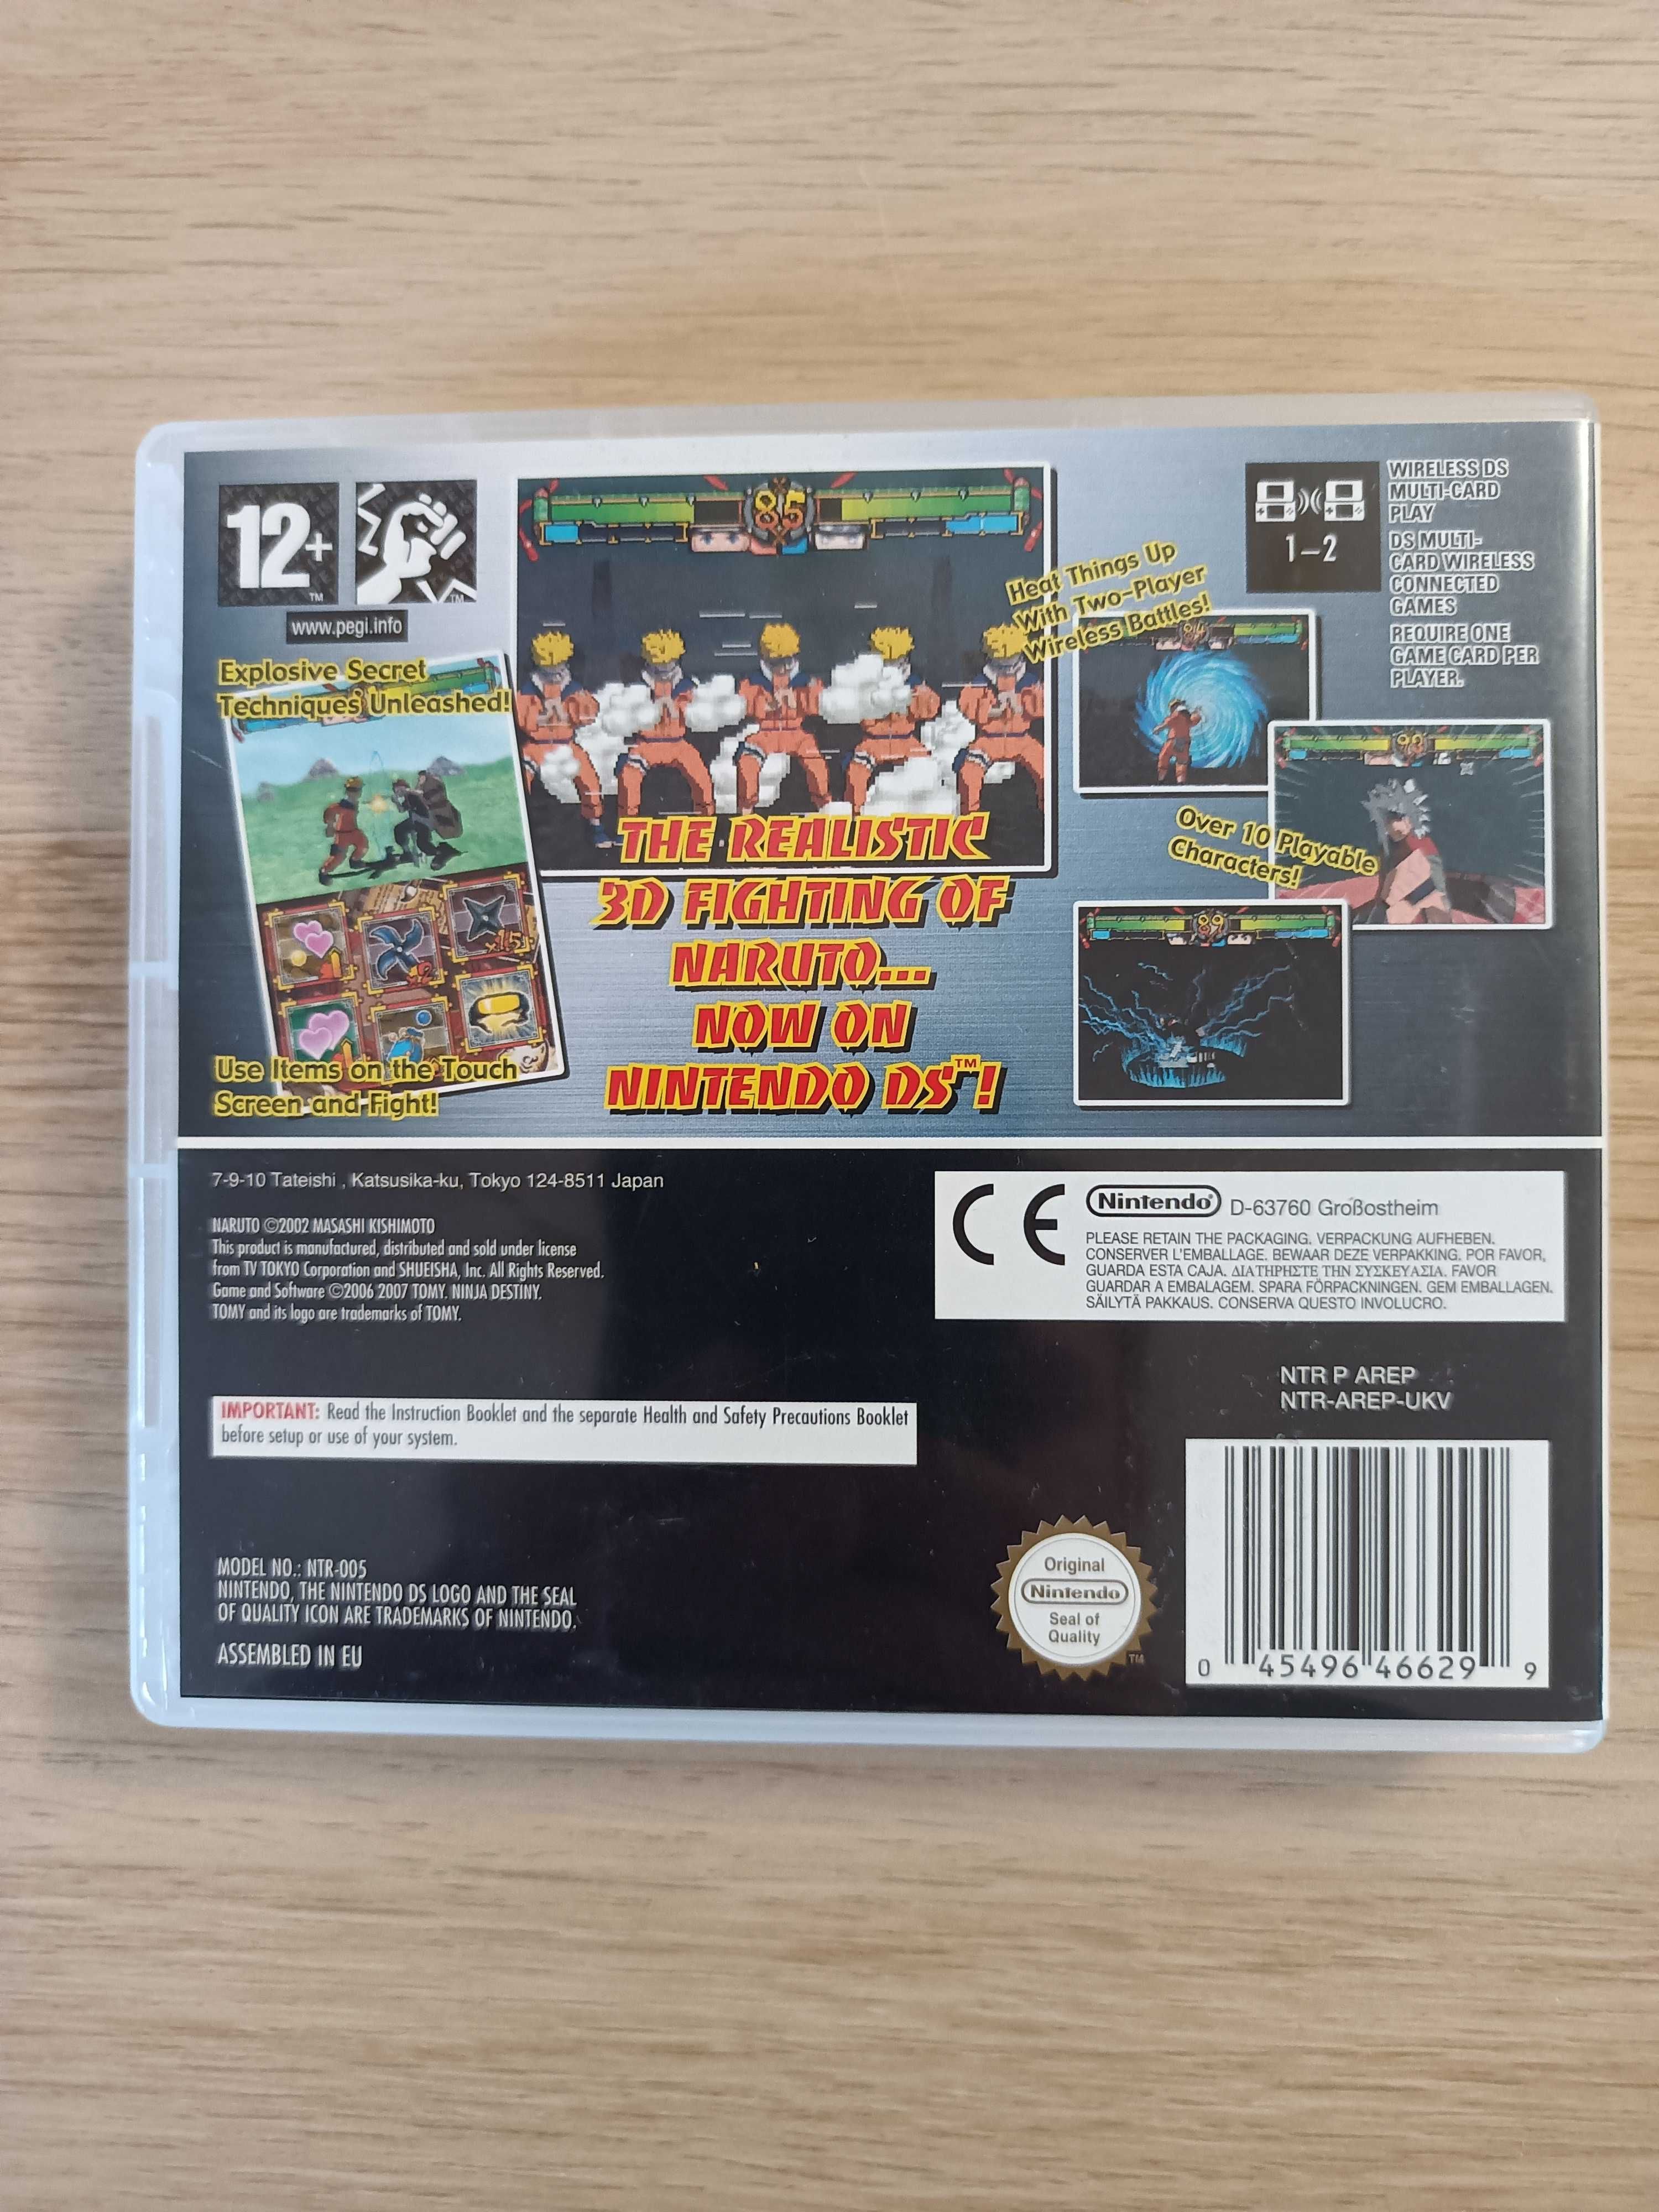 12+
TM
TM
www.pegi.info
Explosive Secret
Techniques Unleashed!
85
Heat Things Up
With Two-Player
Wireless Battles!
1–2
WIRELESS DS
MULTI-CARD
PLAY
DS MULTI-
CARD WIRELESS
CONNECTED
GAMES
REQUIRE ONE
GAME CARD PER
PLAYER.
Over 10 Playable
Characters!
89
Use Items on the Touch
Screen and Fight!
THE REALISTIC
3D FIGHTING OF
NARUTO...
NOW ON
NINTENDO DS™!
7-9-10 Tateishi , Katsusika-ku, Tokyo 124-8511 Japan
NARUTO ©2002 MASASHI KISHIMOTO
This product is manufactured, distributed and sold under license
from TV TOKYO Corporation and SHUEISHA, Inc. All Rights Reserved.
Game and Software ©2006 2007 TOMY. NINJA DESTINY.
TOMY and its logo are trademarks of TOMY.
CE
Nintendo® D-63760 Großostheim
PLEASE RETAIN THE PACKAGING. VERPACKUNG AUFHEBEN.
CONSERVER L'EMBALLAGE. BEWAAR DEZE VERPAKKING. POR FAVOR,
GUARDA ESTA CAJA. ΔΙΑΤΗΡΗΣΤΕ ΤΗΝ ΣΥΣΚΕΥΑΣΙΑ. FAVOR
GUARDAR A EMBALAGEM. SPARA FÖRPACKNINGEN. GEM EMBALLAGEN.
SÄILYTÄ PAKKAUS. CONSERVA QUESTO INVOLUCRO.
NTR P AREP
NTR-AREP-UKV
IMPORTANT: Read the Instruction Booklet and the separate Health and Safety Precautions Booklet
before setup or use of your system.
MODEL NO.: NTR-005
NINTENDO, THE NINTENDO DS LOGO AND THE SEAL
OF QUALITY ICON ARE TRADEMARKS OF NINTENDO.
ASSEMBLED IN EU
Original
Nintendo
Seal of
Quality
TM
0 45496 46629 9